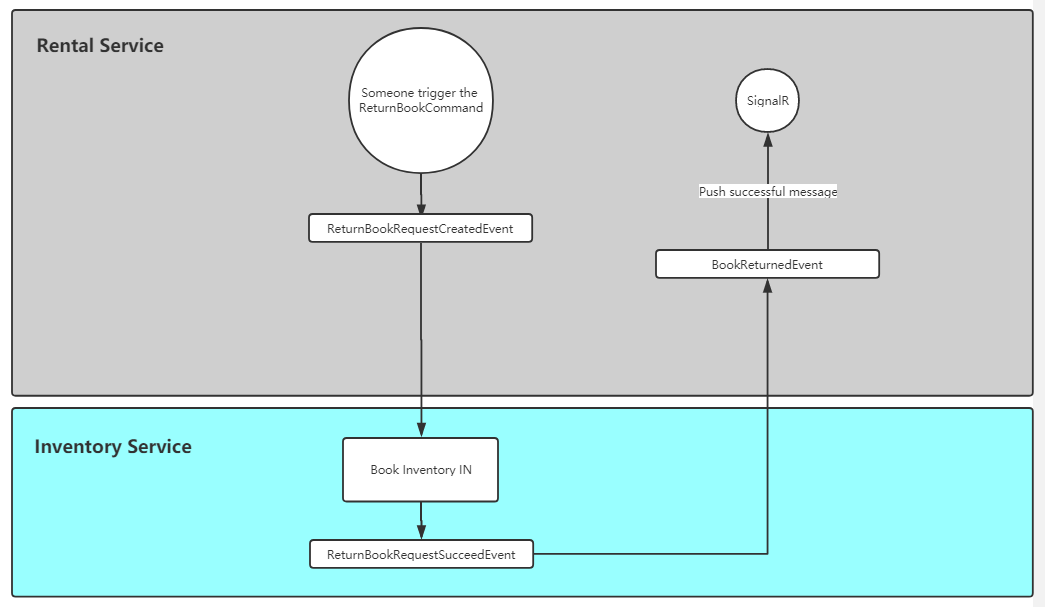 Rental Service
Someone trigger the
ReturnBookCommand
SignalR
Push successful message
ReturnBookRequestCreatedEvent
BookReturnedEvent
Inventory Service
Book Inventory IN
ReturnBookRequestSucceedEvent